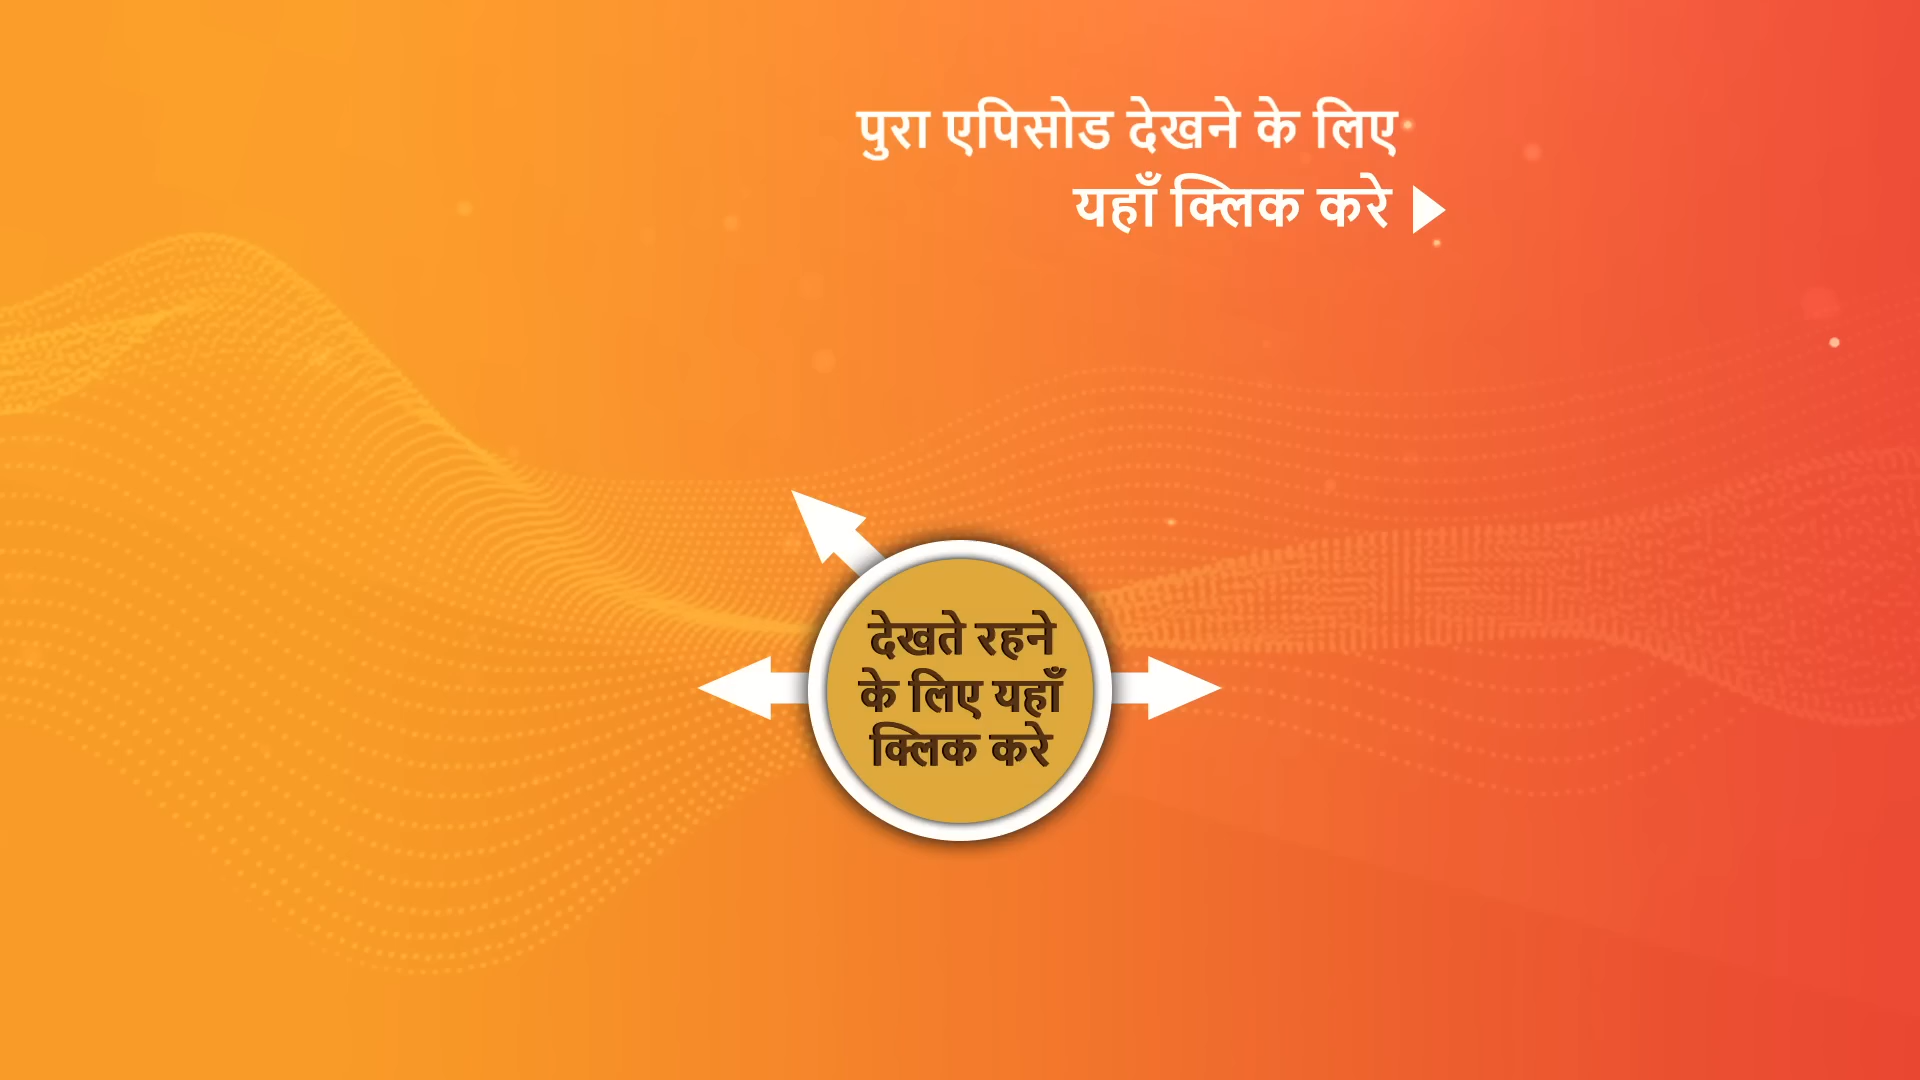 पुरा एपिसोड देखने के लिए
यहाँ क्लिक करे
देखते रहने
के लिए यहाँ
क्लिक करे